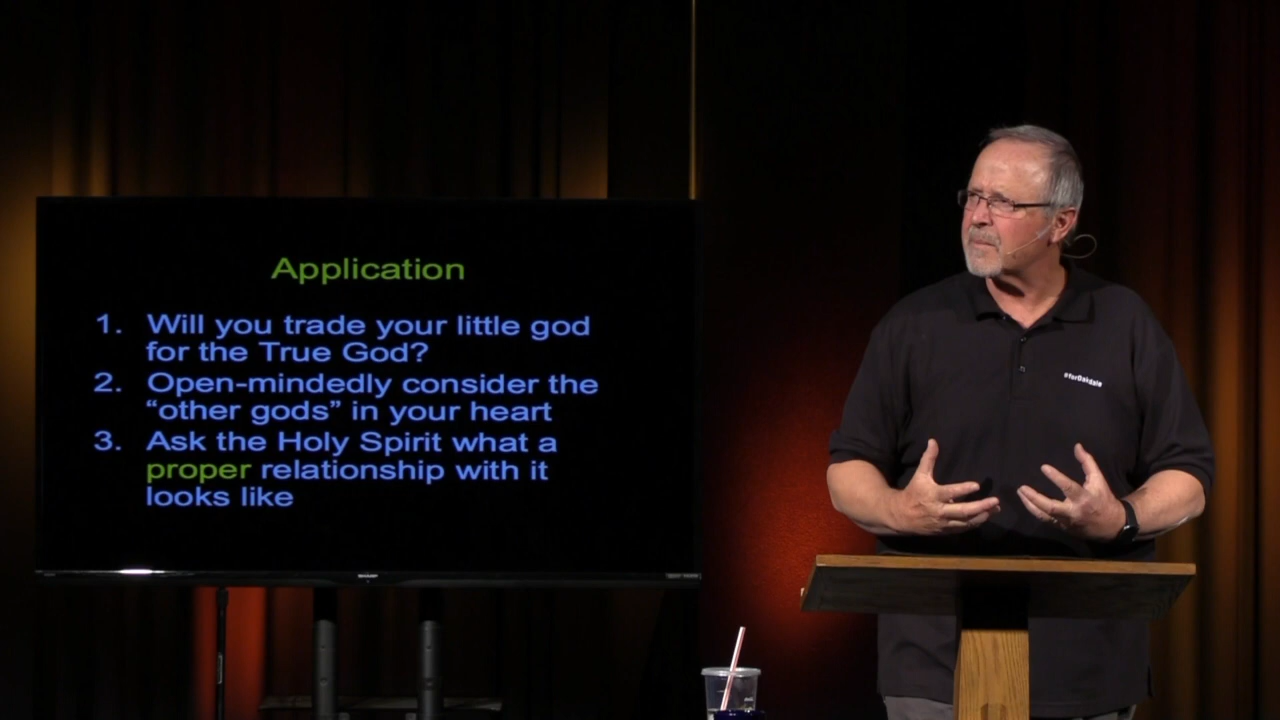 Application
1. Will you trade your little god
for the True God?
2. Open-mindedly consider the
“other gods” in your heart
3. Ask the Holy Spirit what a
proper relationship with it
looks like
#forOakdale
SHARP